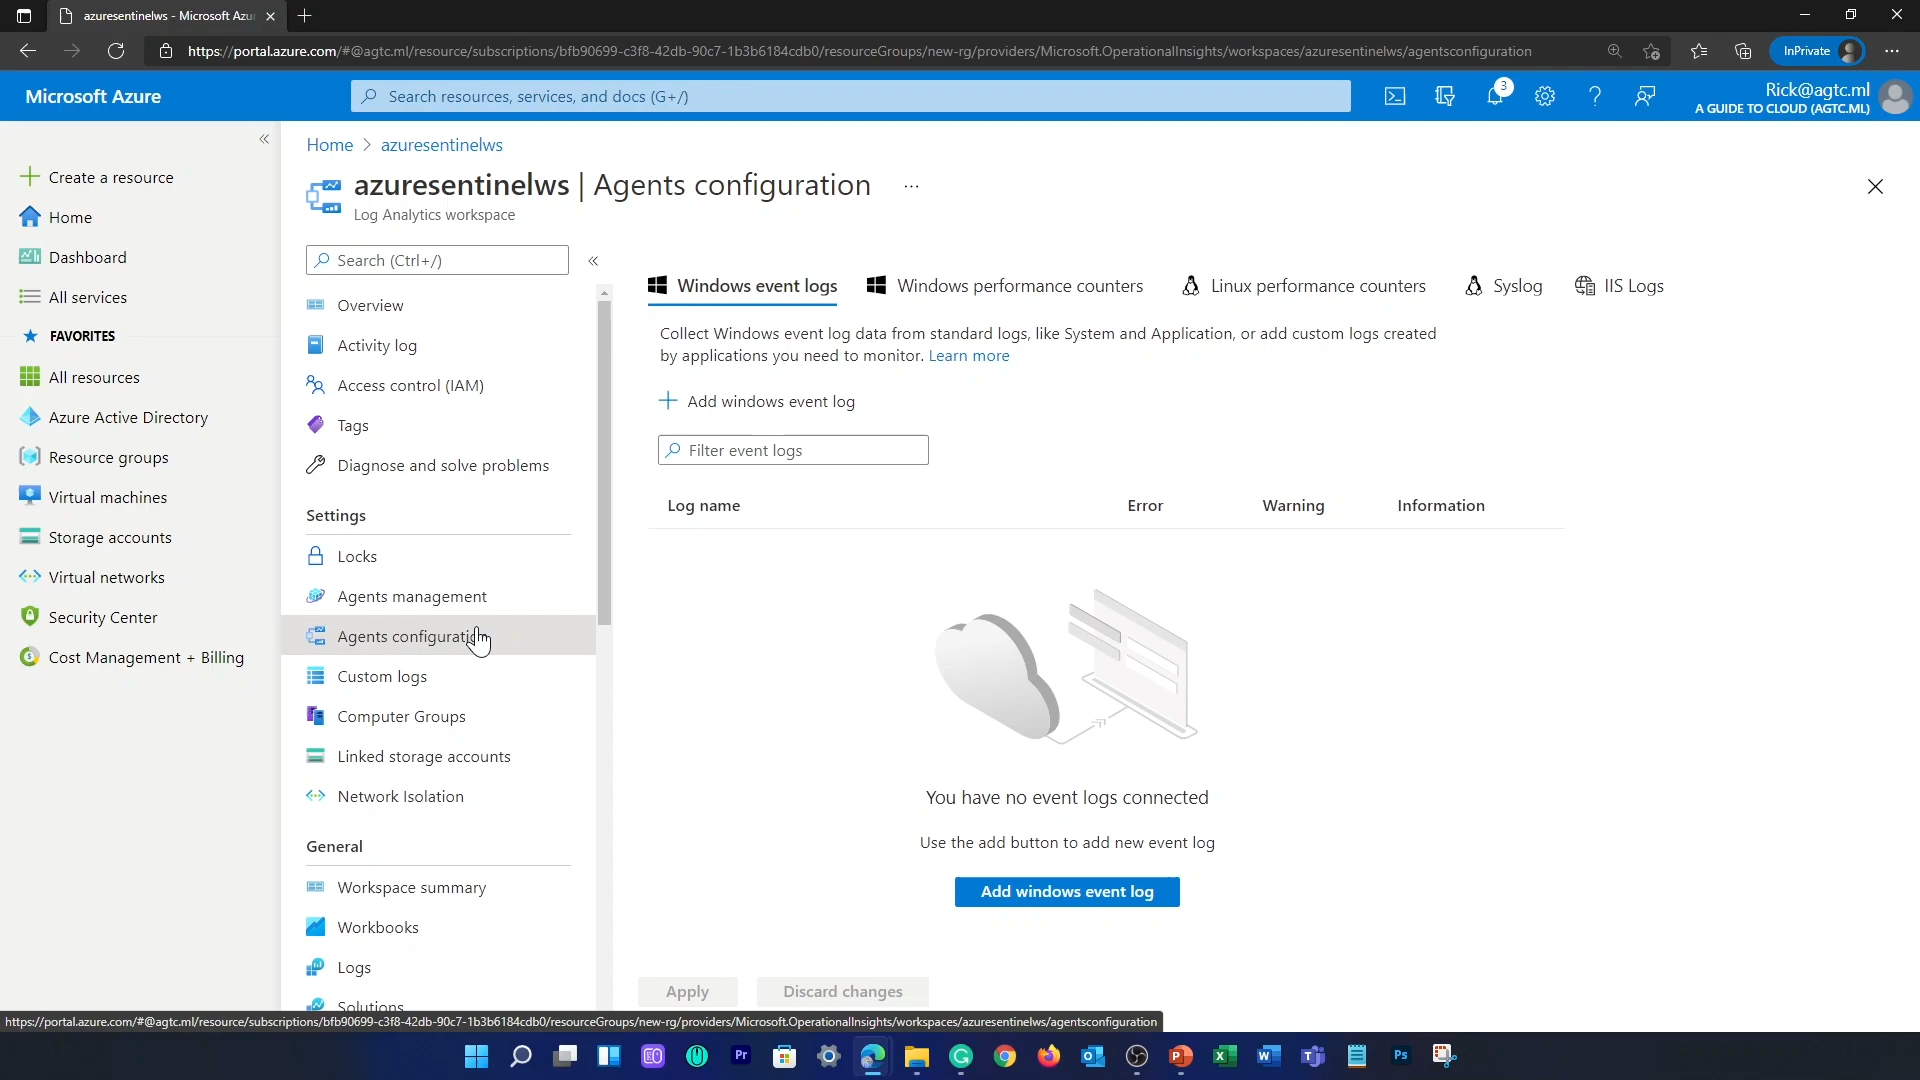 azuresentinelws - Microsoft Azu
https://portal.azure.com/#@agtc.ml/resource/subscriptions/bfb90699-c3f8-42db-90c7-1b3b6184cdb0/resourceGroups/new-rg/providers/Microsoft.OperationalInsights/workspaces/azuresentinelws/agentsconfiguration
InPrivate
Microsoft Azure
Search resources, services, and docs (G+/)
3
Rick@agtc.ml
A GUIDE TO CLOUD (AGTC.ML)
Create a resource
Home
Dashboard
All services
FAVORITES
All resources
Azure Active Directory
Resource groups
Virtual machines
Storage accounts
Virtual networks
Security Center
Cost Management + Billing
Home > azuresentinelws
azuresentinelws | Agents configuration ...
Log Analytics workspace
Search (Ctrl+/)
Overview
Activity log
Access control (IAM)
Tags
Diagnose and solve problems
Settings
Locks
Agents management
Agents configuration
Custom logs
Computer Groups
Linked storage accounts
Network Isolation
General
Workspace summary
Workbooks
Logs
Solutions
Windows event logs
Windows performance counters
Linux performance counters
Syslog
IIS Logs
Collect Windows event log data from standard logs, like System and Application, or add custom logs created
by applications you need to monitor. Learn more
Add windows event log
Filter event logs
Log name Error Warning Information
You have no event logs connected
Use the add button to add new event log
Add windows event log
Apply
Discard changes
https://portal.azure.com/#@agtc.ml/resource/subscriptions/bfb90699-c3f8-42db-90c7-1b3b6184cdb0/resourceGroups/new-rg/providers/Microsoft.OperationalInsights/workspaces/azuresentinelws/agentsconfiguration
Pr
Ps